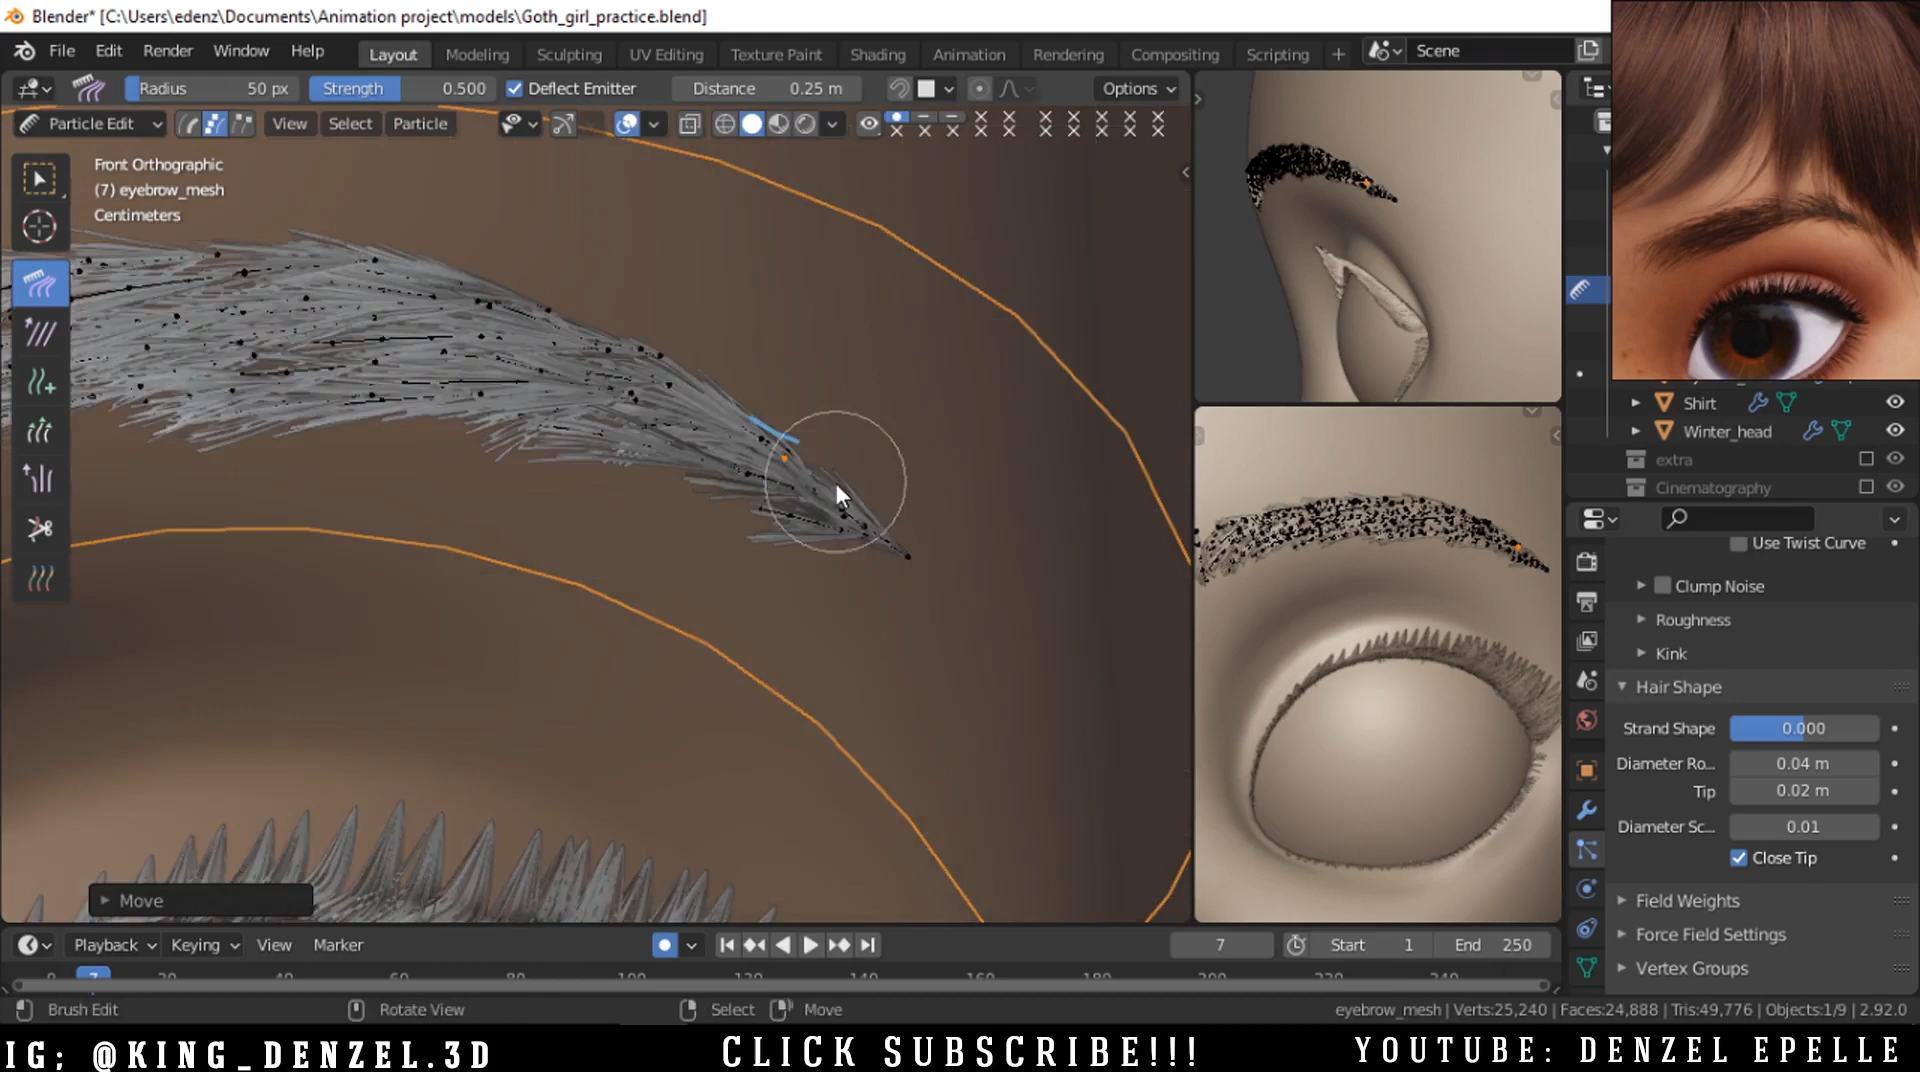 Blender* [C:\Users\edenz\Documents\Animation project\models\Goth_girl_practice.blend]
File Edit Render Window Help Layout Modeling Sculpting UV Editing Texture Paint Shading Animation Rendering Compositing Scripting + Scene
Radius 50 px Strength 0.500 Deflect Emitter Distance 0.25 m Options
Particle Edit View Select Particle
Front Orthographic
(7) eyebrow_mesh
Centimeters
Shirt
Winter_head
extra
Cinematography
Use Twist Curve
Clump Noise
Roughness
Kink
Hair Shape
Strand Shape 0.000
Diameter Ro... 0.04 m
Tip 0.02 m
Diameter Sc... 0.01
Close Tip
Field Weights
Force Field Settings
Vertex Groups
Move
Playback Keying View Marker 7 Start 1 End 250
Brush Edit Rotate View Select Move eyebrow_mesh | Verts:25,240 | Faces:24,888 | Tris:49,776 | Objects:1/9 | 2.92.0
IG; @KING_DENZEL.3D CLICK SUBSCRIBE!!! YOUTUBE: DENZEL EPELLE